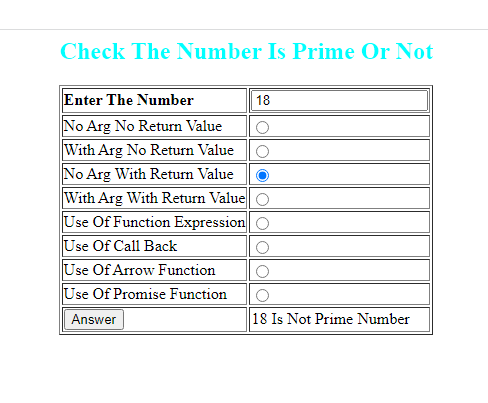 Check The Number Is Prime Or Not
Enter The Number 18
No Arg No Return Value
With Arg No Return Value
No Arg With Return Value
With Arg With Return Value
Use Of Function Expression
Use Of Call Back
Use Of Arrow Function
Use Of Promise Function
Answer 18 Is Not Prime Number